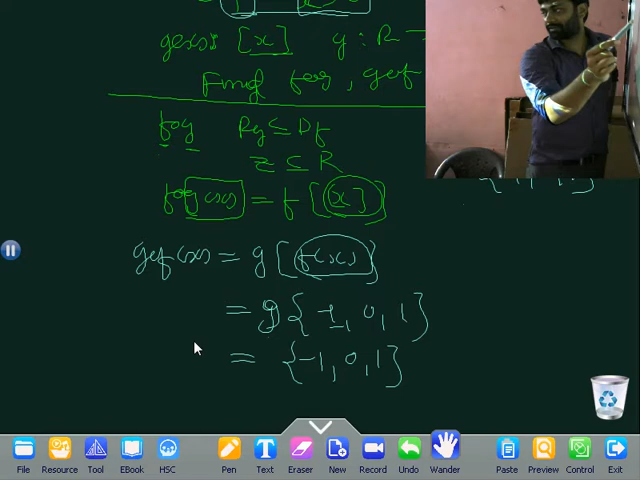 g(x): [x] g: R →
Find fog, gof
fog Rg ⊆ Df
Z ⊆ R
fog(x) = f[[x]]
gof(x) = g[f(x)]
= g{-1, 0, 1}
= {-1, 0, 1}
File Resource Tool EBook HSC Pen Text Eraser New Record Undo Wander Paste Preview Control Exit